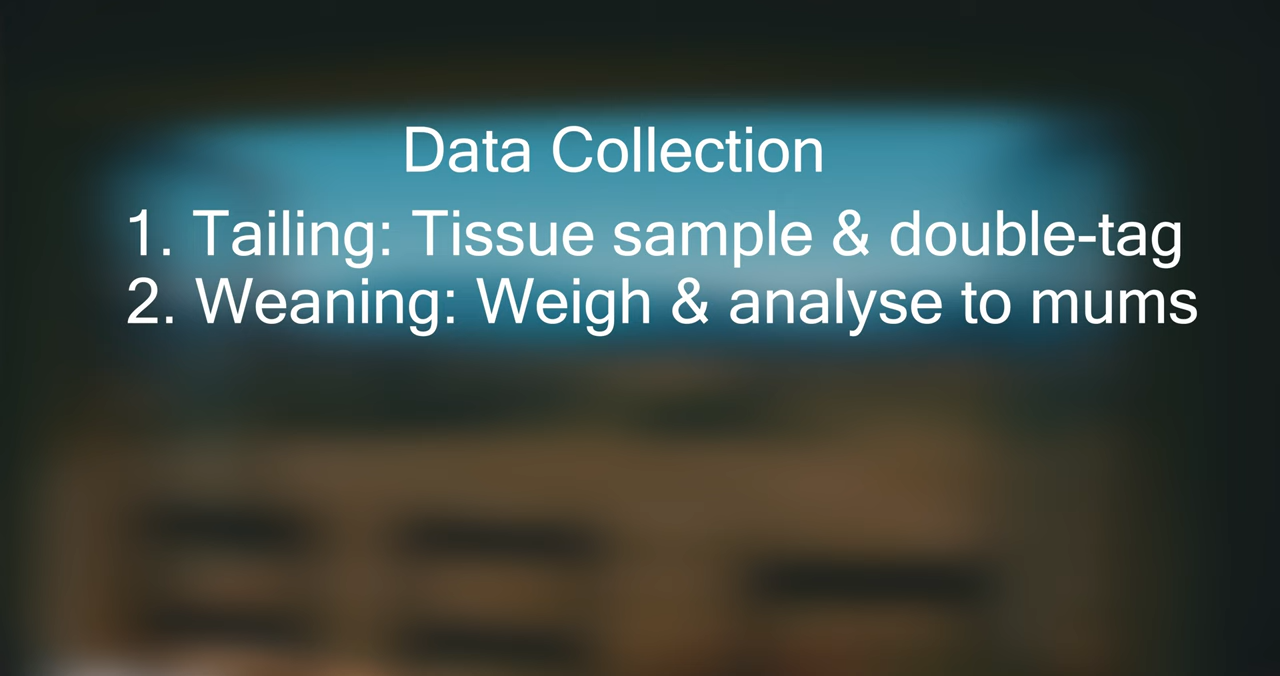 Data Collection
1. Tailing: Tissue sample & double-tag
2. Weaning: Weigh & analyse to mums